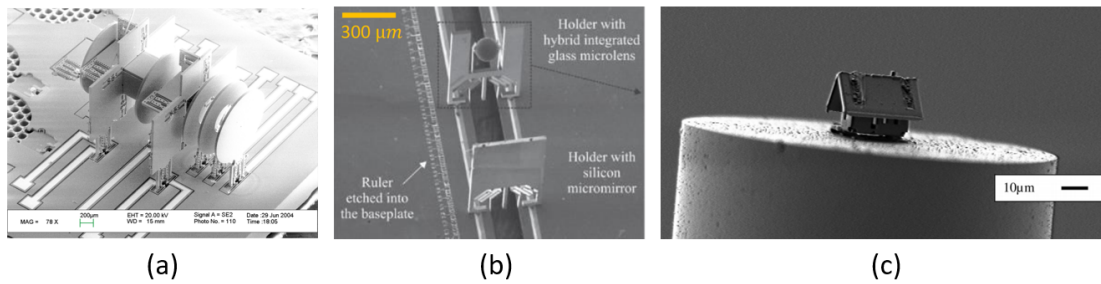 300 μm
Holder with
hybrid integrated
glass microlens
Ruler
etched into
the baseplate
Holder with
silicon
micromirror
MAG = 78 X
200μm
EHT = 20.00 kV
WD = 15 mm
Signal A = SE2
Photo No. = 110
Date :29 Jun 2004
Time :18:05
10μm
(a)
(b)
(c)